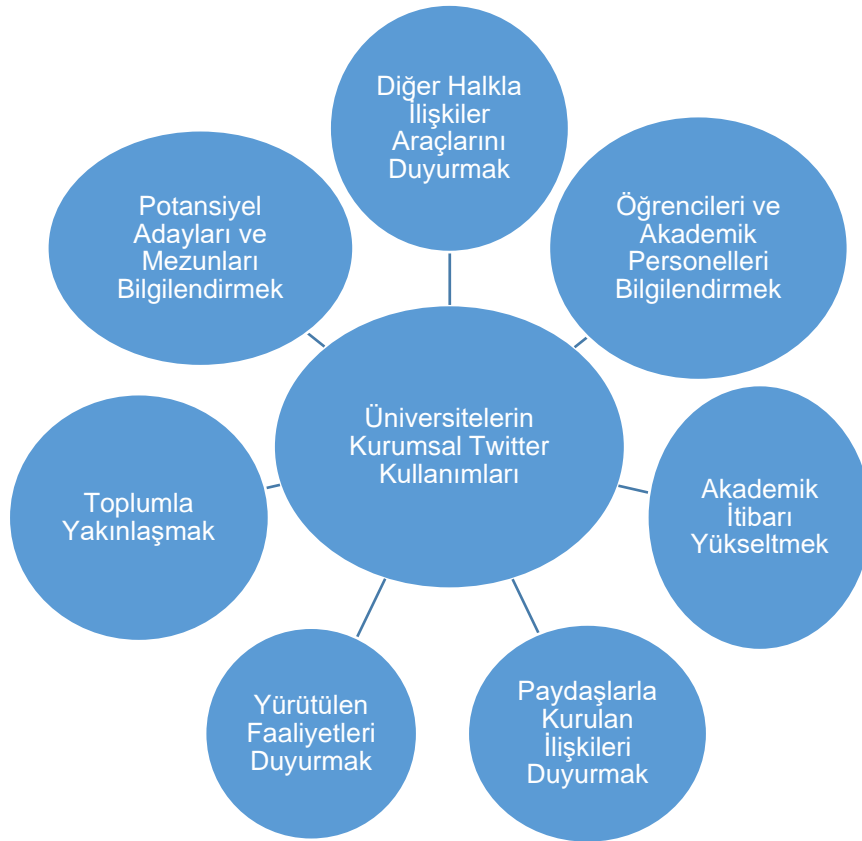 Diğer Halkla
İlişkiler
Araçlarını
Duyurmak
Potansiyel
Adayları ve
Mezunları
Bilgilendirmek
Öğrencileri ve
Akademik
Personelleri
Bilgilendirmek
Üniversitelerin
Kurumsal Twitter
Kullanımları
Toplumla
Yakınlaşmak
Akademik
İtibarı
Yükseltmek
Yürütülen
Faaliyetleri
Duyurmak
Paydaşlarla
Kurulan
İlişkileri
Duyurmak